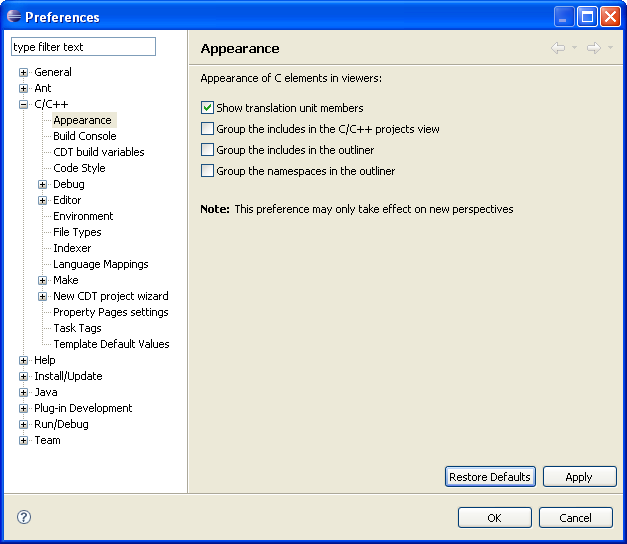 Preferences
type filter text
General
Ant
C/C++
Appearance
Build Console
CDT build variables
Code Style
Debug
Editor
Environment
File Types
Indexer
Language Mappings
Make
New CDT project wizard
Property Pages settings
Task Tags
Template Default Values
Help
Install/Update
Java
Plug-in Development
Run/Debug
Team
Appearance
Appearance of C elements in viewers:
Show translation unit members
Group the includes in the C/C++ projects view
Group the includes in the outliner
Group the namespaces in the outliner
Note: This preference may only take effect on new perspectives
Restore Defaults
Apply
?
OK
Cancel